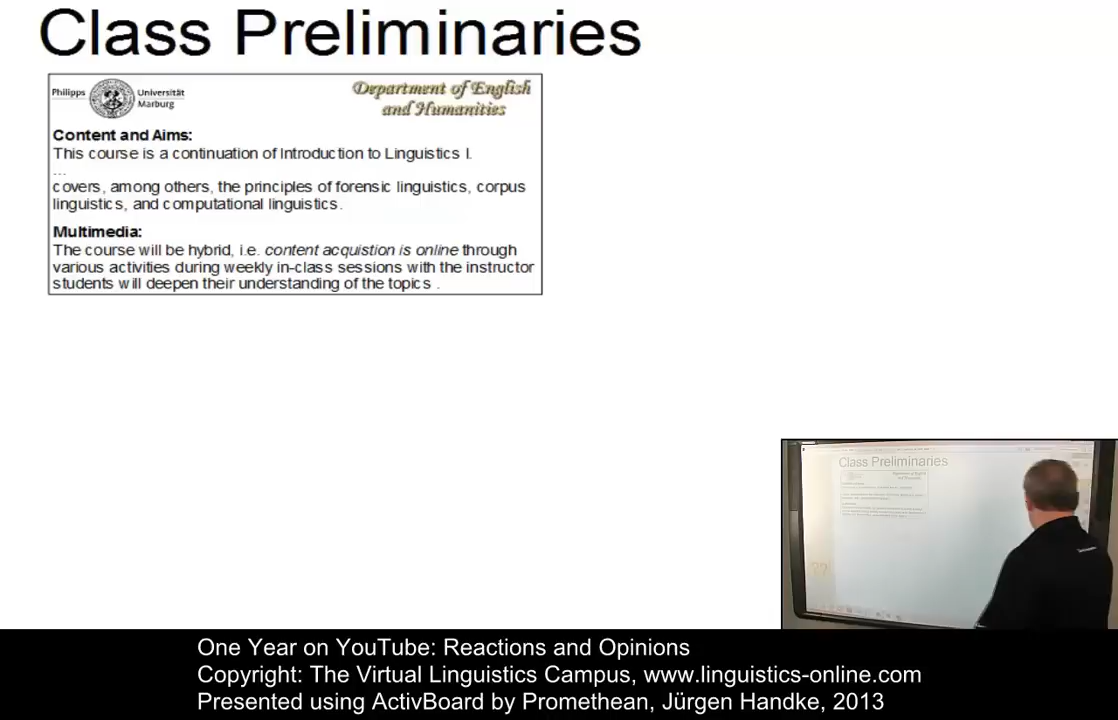 Class Preliminaries
Philipps Universität
Marburg
Department of English
and Humanities
Content and Aims:
This course is a continuation of Introduction to Linguistics I.
...
covers, among others, the principles of forensic linguistics, corpus
linguistics, and computational linguistics.
Multimedia:
The course will be hybrid, i.e. content acquistion is online through
various activities during weekly in-class sessions with the instructor
students will deepen their understanding of the topics .
Class Preliminaries
One Year on YouTube: Reactions and Opinions
Copyright: The Virtual Linguistics Campus, www.linguistics-online.com
Presented using ActivBoard by Promethean, Jürgen Handke, 2013